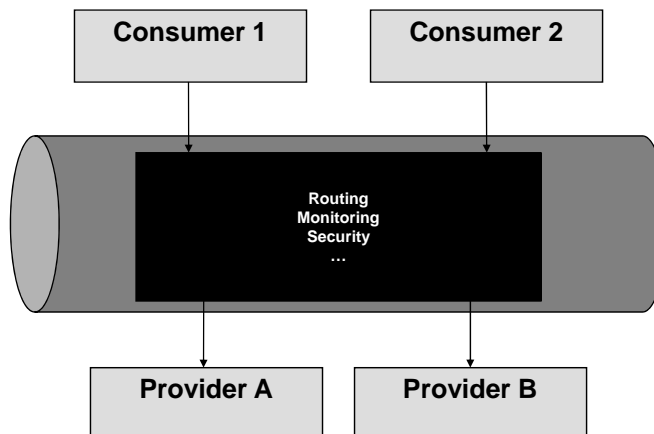 Consumer 1
Consumer 2
Routing
Monitoring
Security
…
Provider A
Provider B